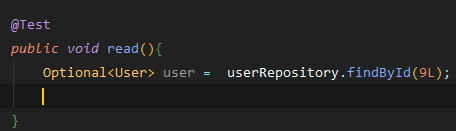 @Test
public void read(){
Optional<User> user =  userRepository.findById(9L);
}